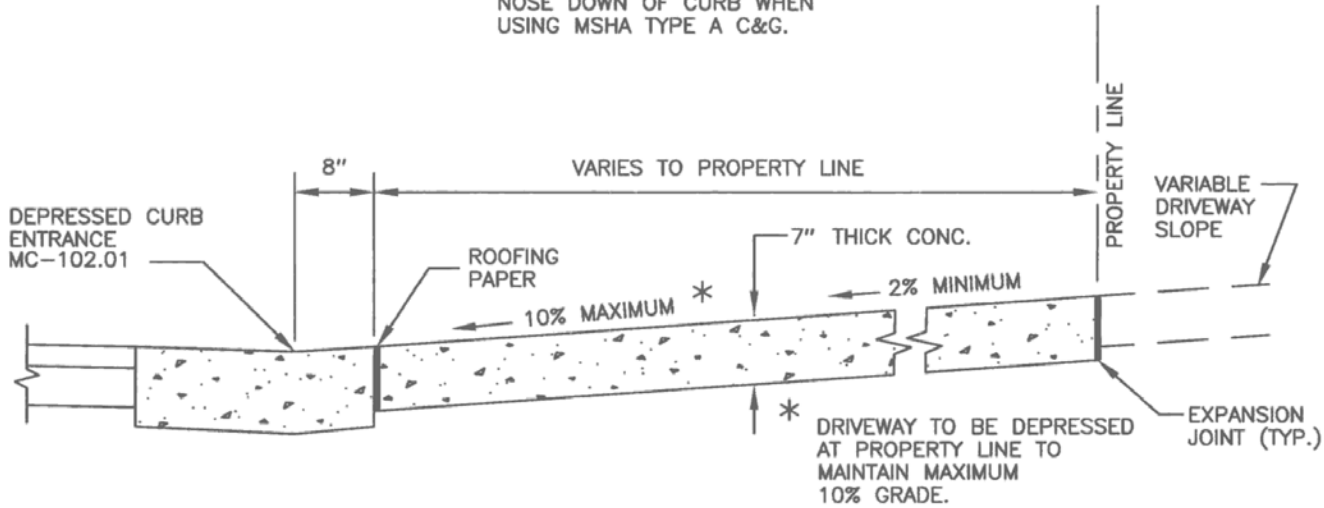 NOSE DOWN OF CURB WHEN
USING MSHA TYPE A C&G.
PROPERTY LINE
8"
VARIES TO PROPERTY LINE
DEPRESSED CURB
ENTRANCE
MC-102.01
ROOFING
PAPER
7" THICK CONC.
VARIABLE
DRIVEWAY
SLOPE
10% MAXIMUM *
2% MINIMUM
* DRIVEWAY TO BE DEPRESSED
AT PROPERTY LINE TO
MAINTAIN MAXIMUM
10% GRADE.
EXPANSION
JOINT (TYP.)